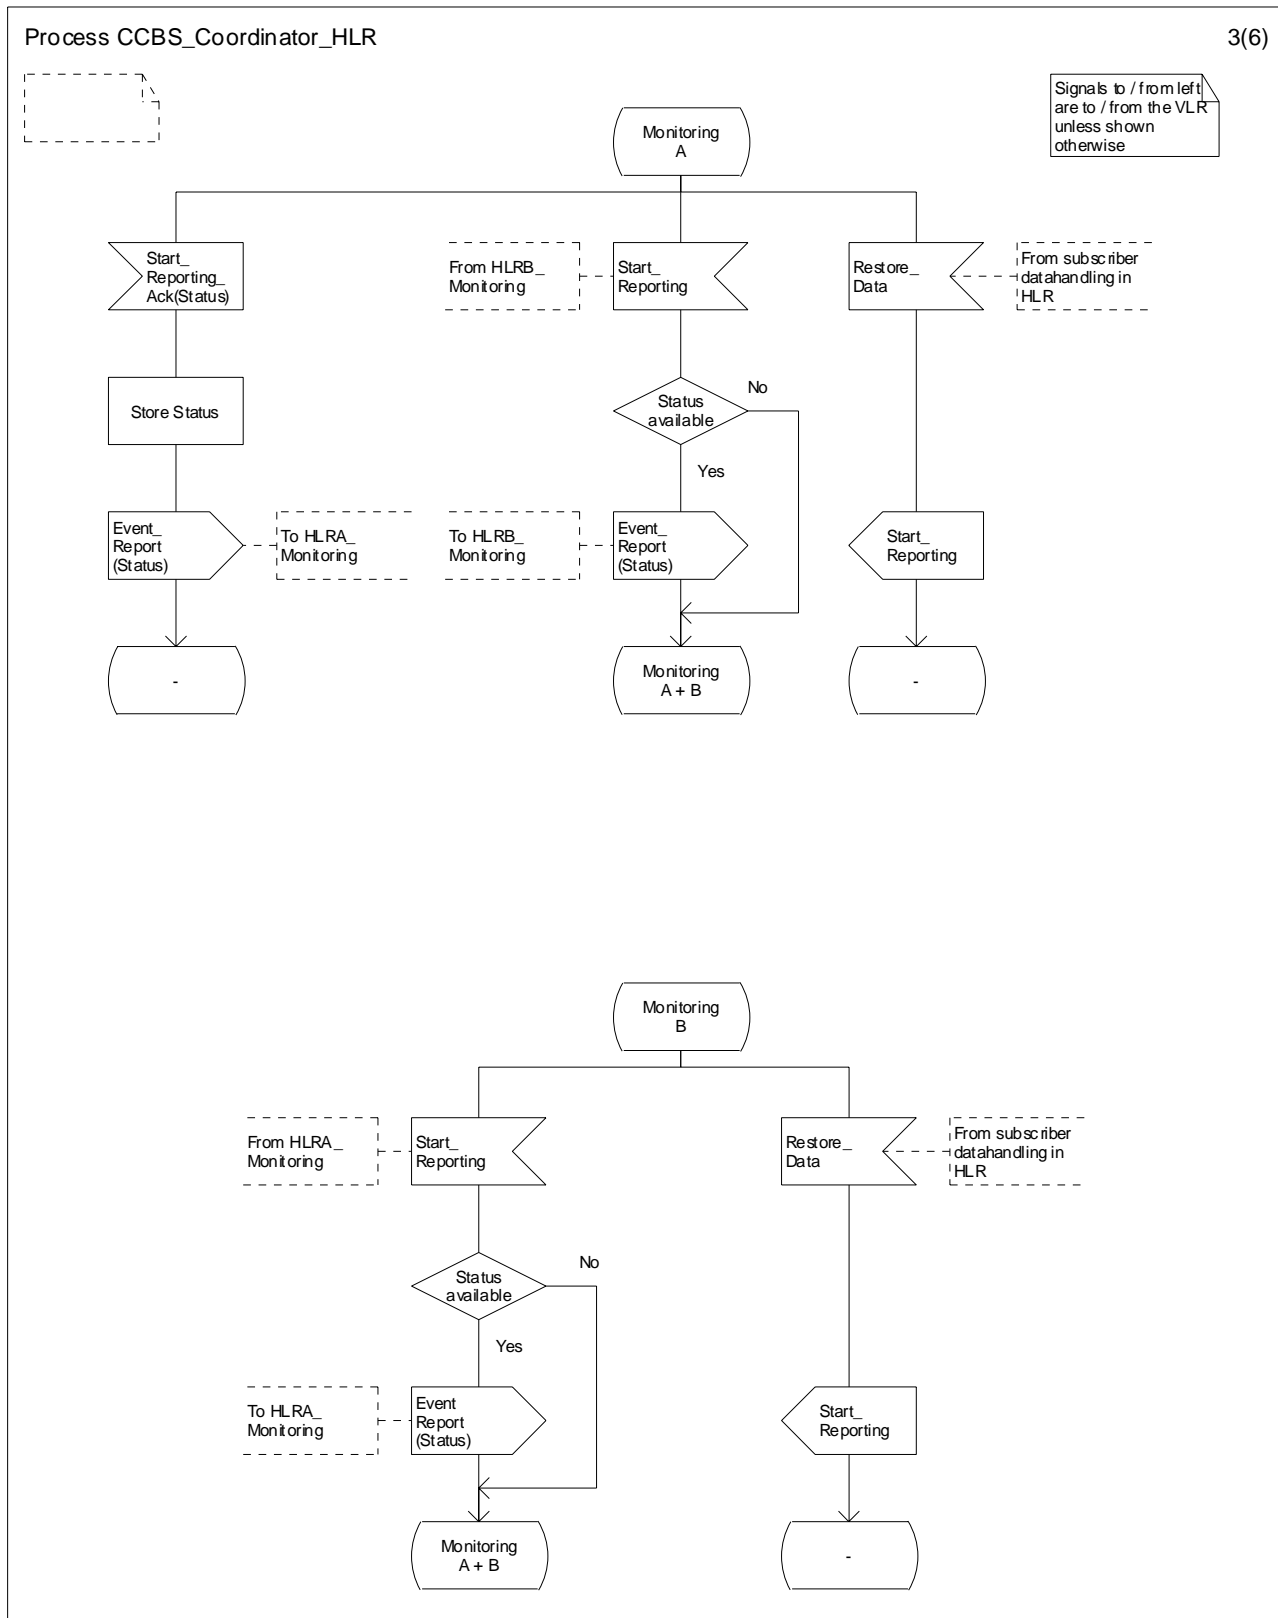 Process CCBS_Coordinator_HLR
3(6)
Signals to / from left
are to / from the VLR
unless shown
otherwise
Monitoring
A
Start_
Reporting_
Ack(Status)
From HLRB_
Monitoring
Start_
Reporting
Restore_
Data
From subscriber
datahandling in
HLR
Store Status
Status
available
No
Yes
Event_
Report
(Status)
To HLRA_
Monitoring
To HLRB_
Monitoring
Event_
Report
(Status)
Start_
Reporting
-
Monitoring
A + B
-
Monitoring
B
From HLRA_
Monitoring
Start_
Reporting
Restore_
Data
From subscriber
datahandling in
HLR
Status
available
No
Yes
To HLRA_
Monitoring
Event
Report
(Status)
Start_
Reporting
Monitoring
A + B
-